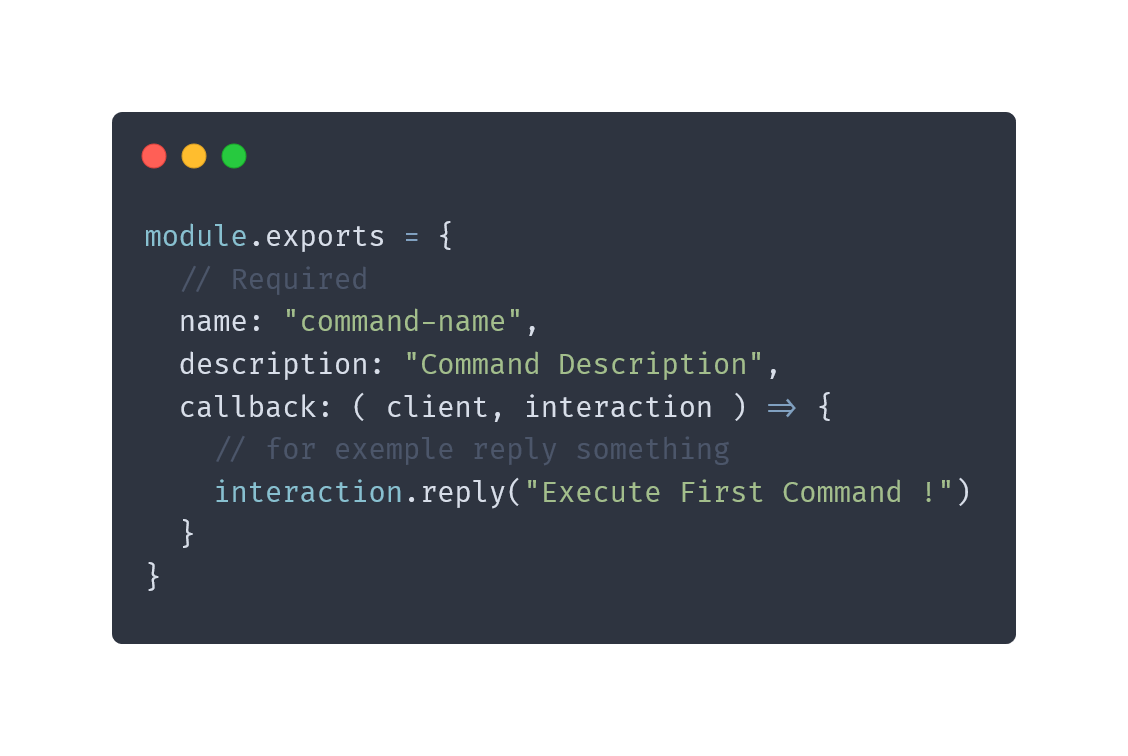 module.exports = {
  // Required
  name: "command-name",
  description: "Command Description",
  callback: ( client, interaction ) => {
    // for exemple reply something
    interaction.reply("Execute First Command !")
  }
}